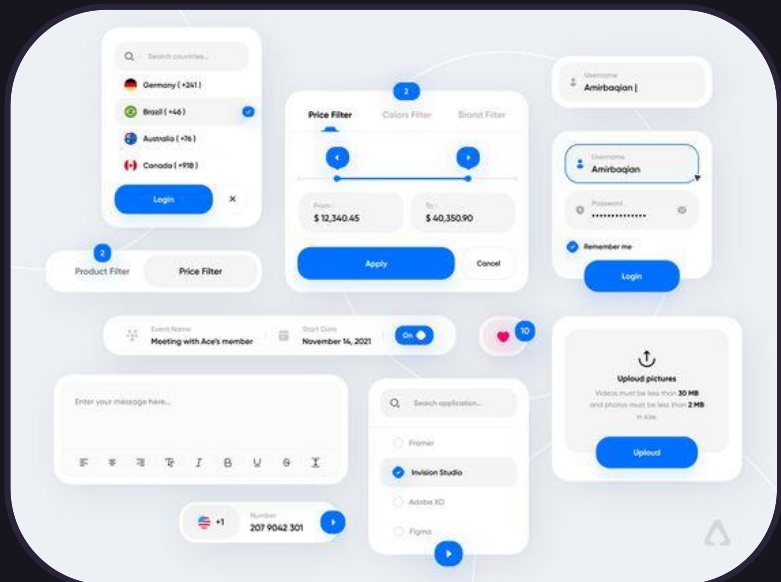 Search countries...
Germany ( +241 )
Brazil ( +46 )
Australia ( +76 )
Canada ( +918 )
Login
2
Product Filter
Price Filter
2
Price Filter
Colors Filter
Brand Filter
From :
$ 12,340.45
To :
$ 40,350.90
Apply
Cancel
Username
Amirbaqian |
Username
Amirbaqian
Password
Remember me
Login
Event Name
Meeting with Ace's member
Start Date
November 14, 2021
On
10
Enter your message here...
I
B
U
S
+1
Number
207 9042 301
Search application...
Framer
Invision Studio
Adobe XD
Figma
Uploud pictures
Videos must be less than 30 MB
and photos must be less than 2 MB
in size.
Uploud